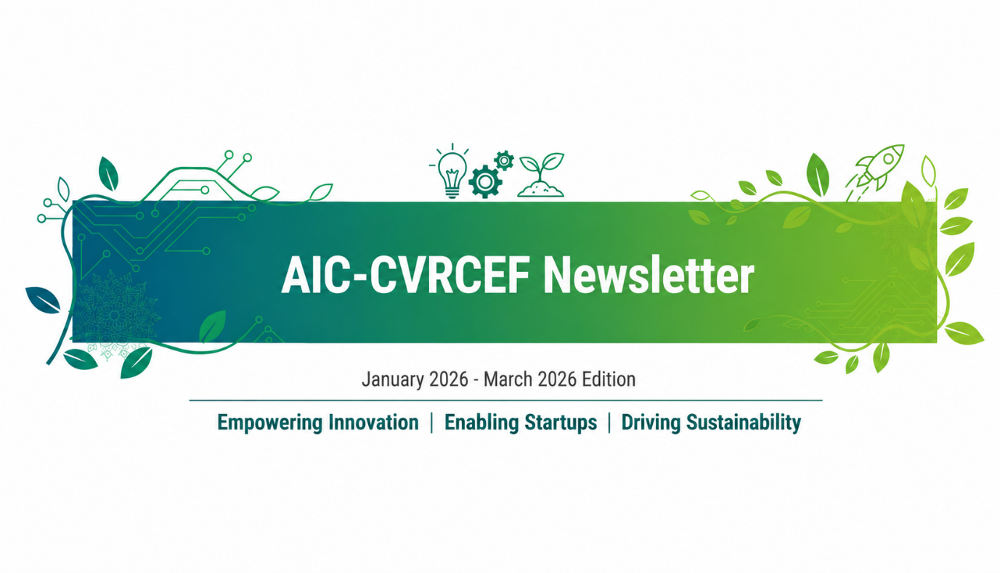 AIC-CVRCEF Newsletter
January 2026 - March 2026 Edition
Empowering Innovation | Enabling Startups | Driving Sustainability